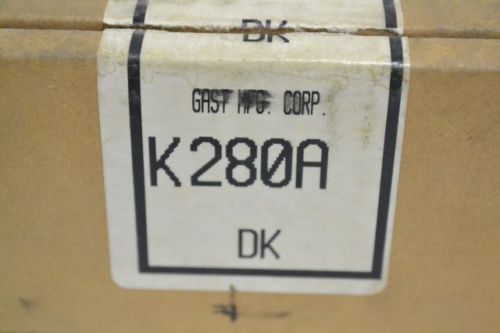 DK
GAST MFG. CORP.
K280A
DK